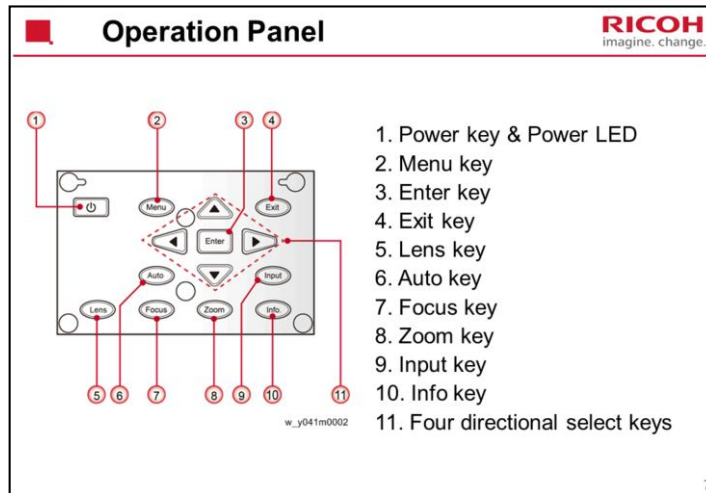 Operation Panel
RICOH
imagine. change.
1 2 3 4
Menu
Exit
Enter
Auto
Input
Lens
Focus
Zoom
Info.
5 6 7 8 9 10 11
w_y041m0002
1. Power key & Power LED
2. Menu key
3. Enter key
4. Exit key
5. Lens key
6. Auto key
7. Focus key
8. Zoom key
9. Input key
10. Info key
11. Four directional select keys